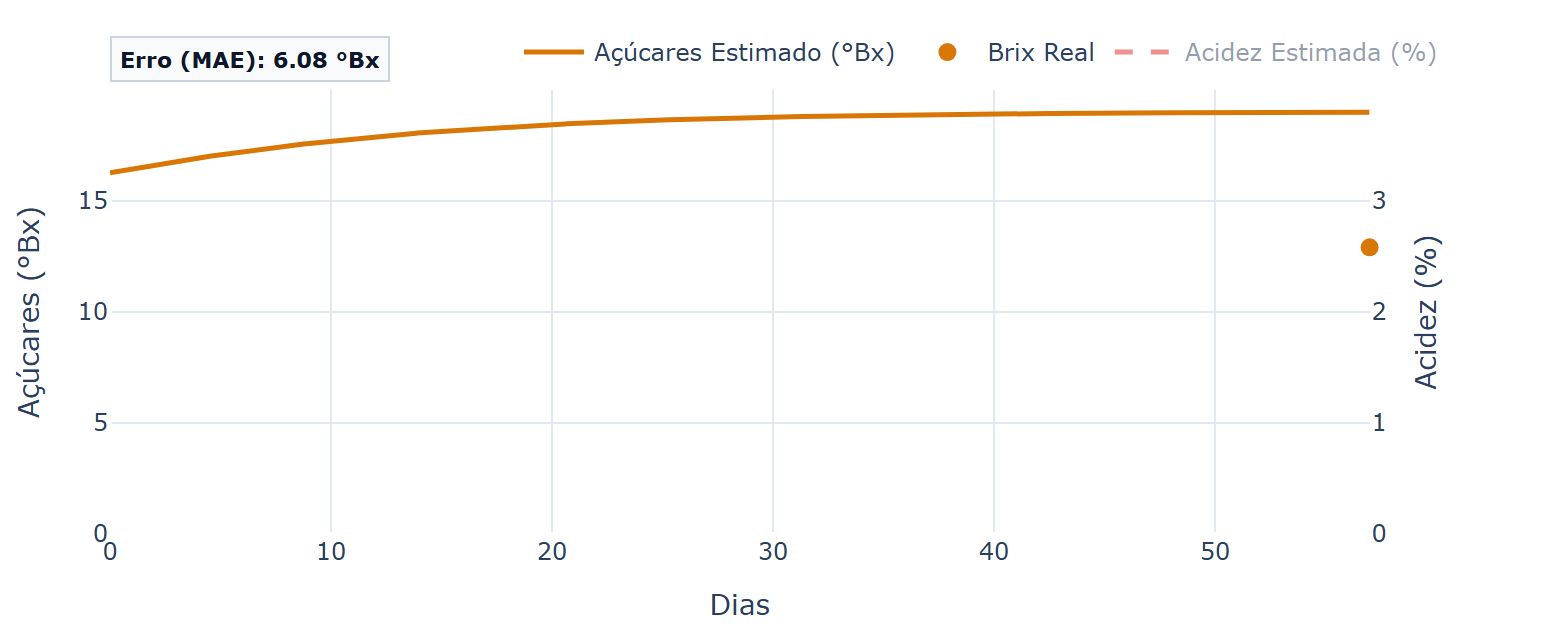 Erro (MAE): 6.08 ºBx
Açúcares Estimado (°Bx) Brix Real Acidez Estimada (%)
15 3
10 2
5 1
0 0
0 10 20 30 40 50
Açúcares (°Bx)
Acidez (%)
Dias